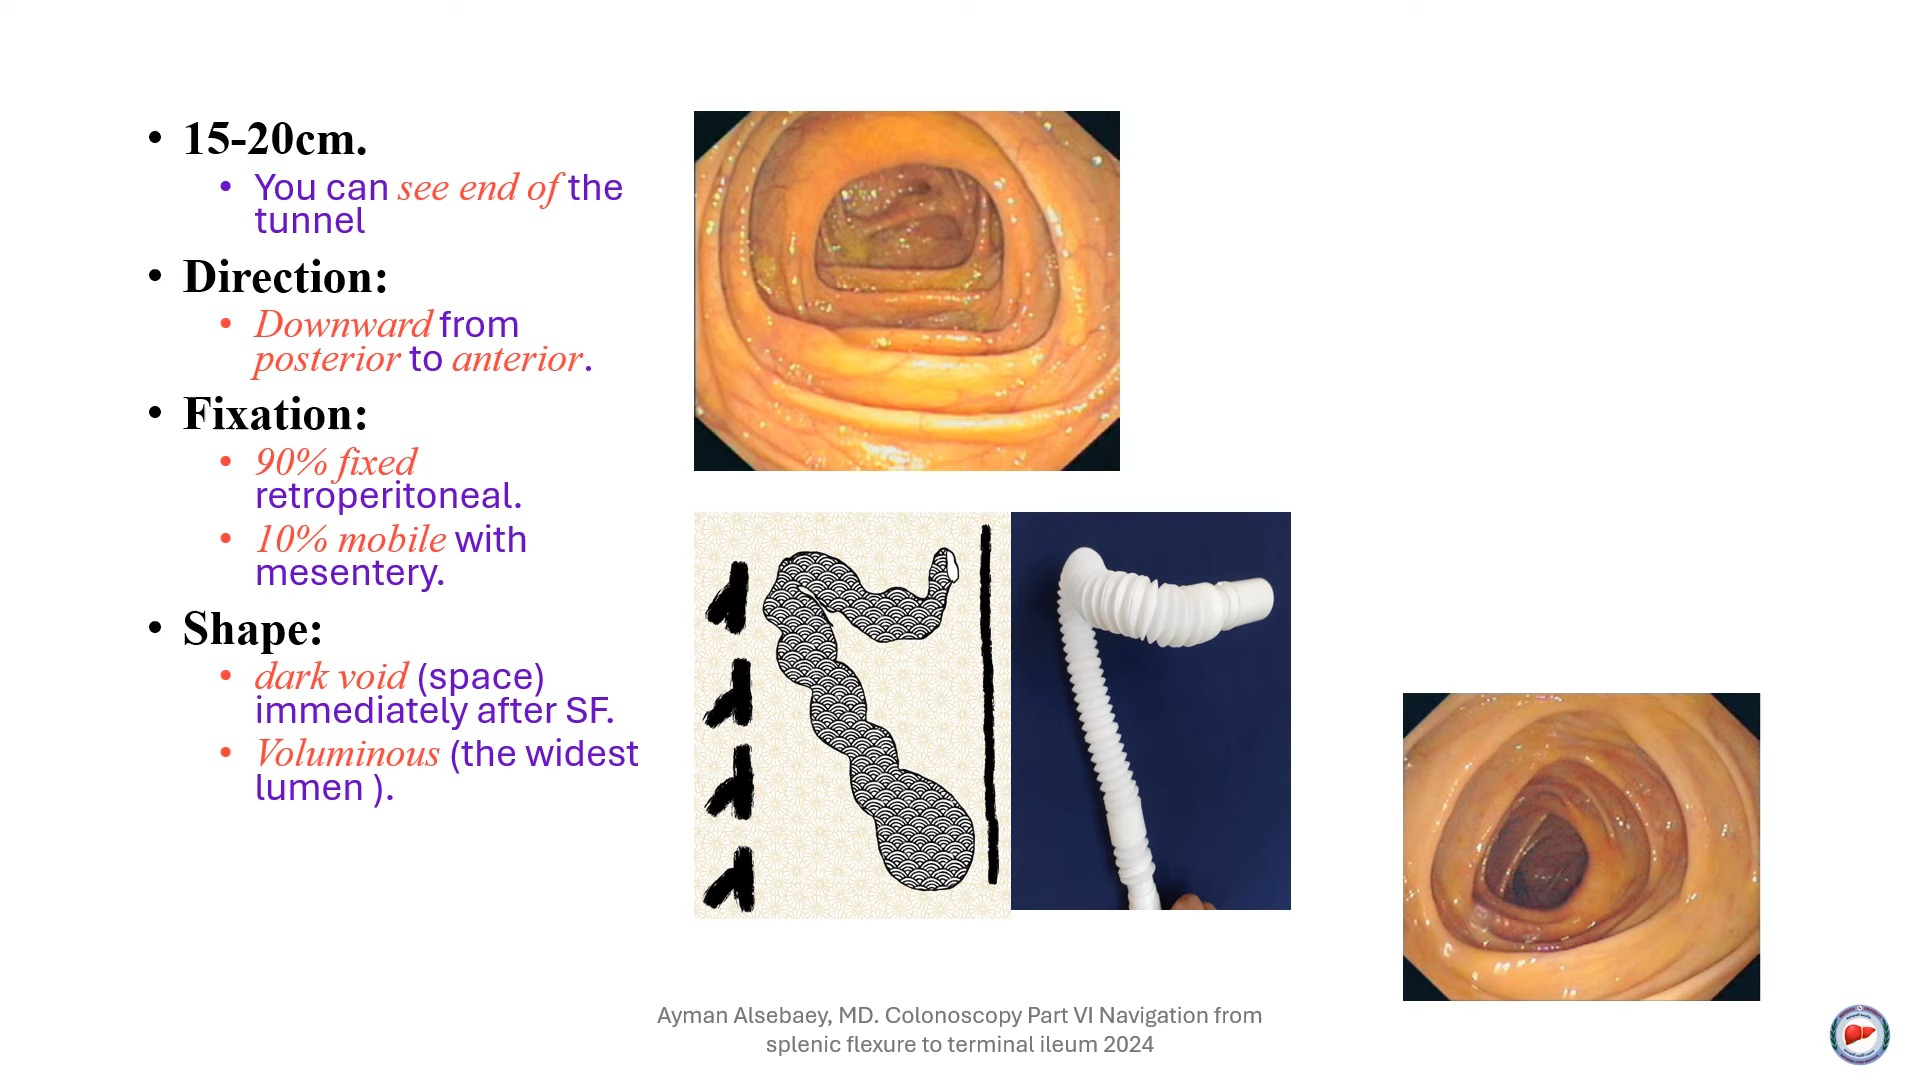 • 15-20cm.
• You can see end of the
tunnel
• Direction:
• Downward from
posterior to anterior.
• Fixation:
• 90% fixed
retroperitoneal.
• 10% mobile with
mesentery.
• Shape:
• dark void (space)
immediately after SF.
• Voluminous (the widest
lumen ).
Ayman Alsebaey, MD. Colonoscopy Part VI Navigation from
splenic flexure to terminal ileum 2024